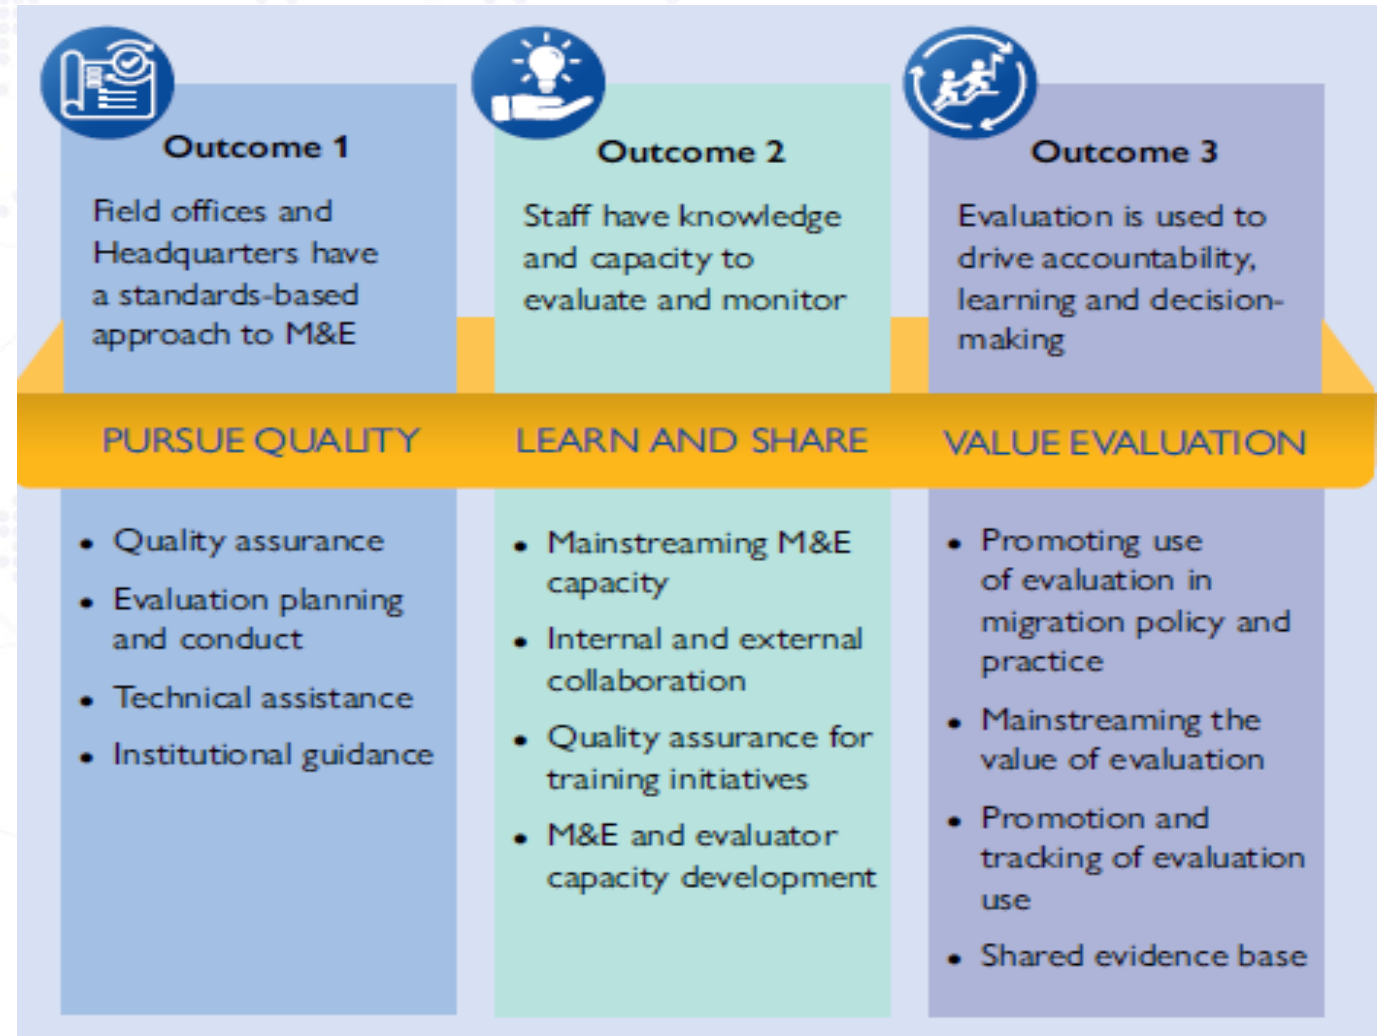 Outcome 1
Field offices and
Headquarters have
a standards-based
approach to M&E
PURSUE QUALITY
• Quality assurance
• Evaluation planning
and conduct
• Technical assistance
• Institutional guidance
Outcome 2
Staff have knowledge
and capacity to
evaluate and monitor
LEARN AND SHARE
• Mainstreaming M&E
capacity
• Internal and external
collaboration
• Quality assurance for
training initiatives
• M&E and evaluator
capacity development
Outcome 3
Evaluation is used to
drive accountability,
learning and decision-
making
VALUE EVALUATION
• Promoting use
of evaluation in
migration policy and
practice
• Mainstreaming the
value of evaluation
• Promotion and
tracking of evaluation
use
• Shared evidence base